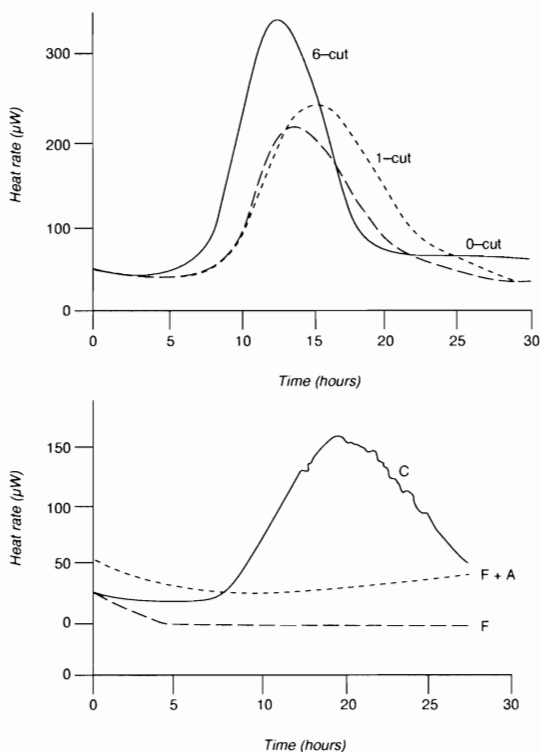 Heat rate (µW)
300
200
100
0
6–cut
1–cut
0–cut
0 5 10 15 20 25 30
Time (hours)
Heat rate (µW)
150
100
50
0
0
C
F + A
F
0 5 10 20 25 30
Time (hours)